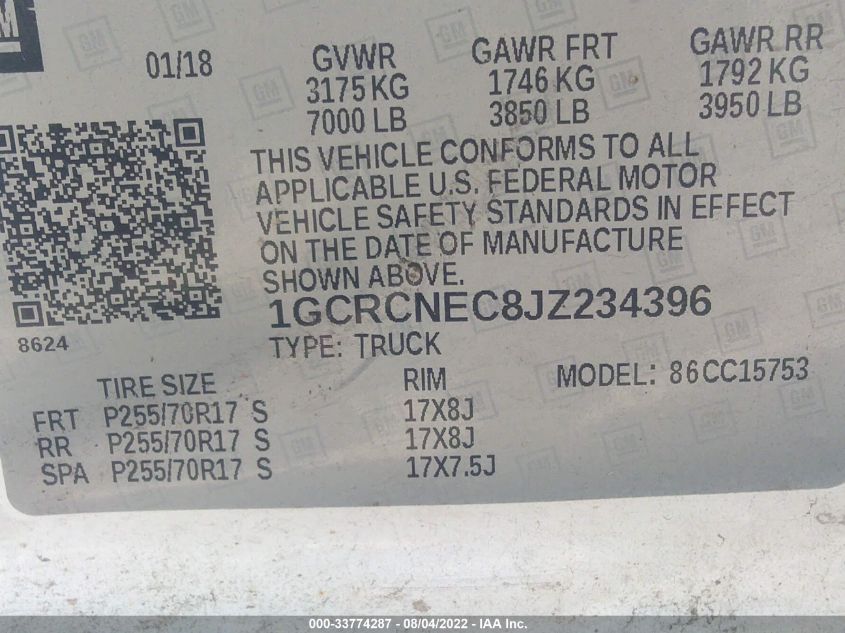 GM
01/18
GVWR GAWR FRT GAWR RR
3175 KG 1746 KG 1792 KG
7000 LB 3850 LB 3950 LB
THIS VEHICLE CONFORMS TO ALL
APPLICABLE U.S. FEDERAL MOTOR
VEHICLE SAFETY STANDARDS IN EFFECT
ON THE DATE OF MANUFACTURE
SHOWN ABOVE.
1GCRCNEC8JZ234396
8624
TYPE: TRUCK
TIRE SIZE RIM MODEL: 86CC15753
FRT P255/70R17 S 17X8J
RR P255/70R17 S 17X8J
SPA P255/70R17 S 17X7.5J
000-33774287 - 08/04/2022 - IAA Inc.